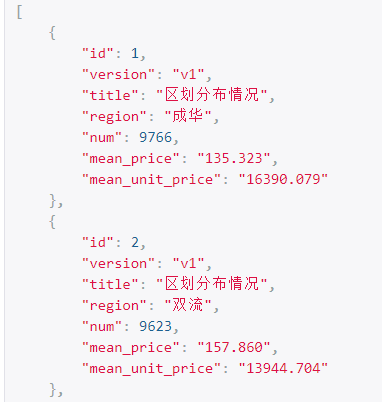 [
{
"id": 1,
"version": "v1",
"title": "区划分布情况",
"region": "成华",
"num": 9766,
"mean_price": "135.323",
"mean_unit_price": "16390.079"
},
{
"id": 2,
"version": "v1",
"title": "区划分布情况",
"region": "双流",
"num": 9623,
"mean_price": "157.860",
"mean_unit_price": "13944.704"
},